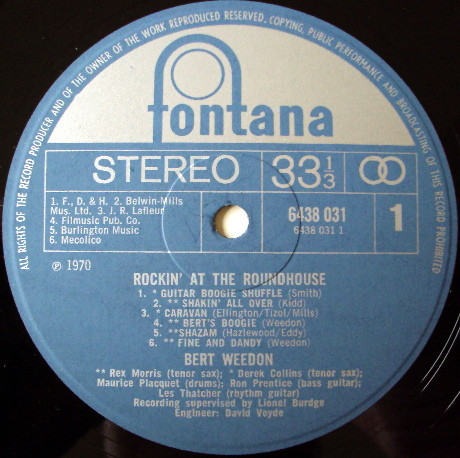 ALL RIGHTS OF THE RECORD PRODUCER AND OF THE OWNER OF THE WORK REPRODUCED RESERVED. COPYING, PUBLIC PERFORMANCE AND BROADCASTING OF THIS RECORD PROHIBITED
fontana
STEREO 33 1/3
1. F., D. & H. 2. Belwin-Mills
Mus. Ltd. 3. J. R. Lafleur
4. Filmusic Pub. Co.
5. Burlington Music
6. Mecolico
6438 031
6438 031 1
1
℗ 1970
ROCKIN' AT THE ROUNDHOUSE
1. * GUITAR BOOGIE SHUFFLE (Smith)
2. ** SHAKIN' ALL OVER (Kidd)
3. * CARAVAN (Ellington/Tizol/Mills)
4. ** BERT'S BOOGIE (Weedon)
5. **SHAZAM (Hazlewood/Eddy)
6. ** FINE AND DANDY (Weedon)
BERT WEEDON
** Rex Morris (tenor sax); * Derek Collins (tenor sax);
Maurice Placquet (drums); Ron Prentice (bass guitar);
Les Thatcher (rhythm guitar)
Recording supervised by Lionel Burdge
Engineer: David Voyde